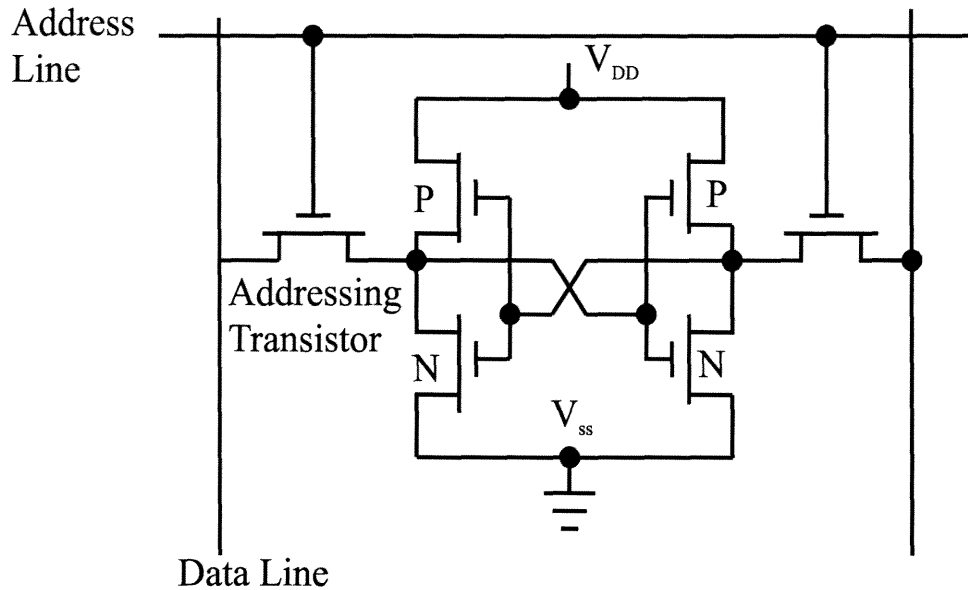 Address
Line
V_DD
P
P
Addressing
Transistor
N
N
V_ss
Data Line